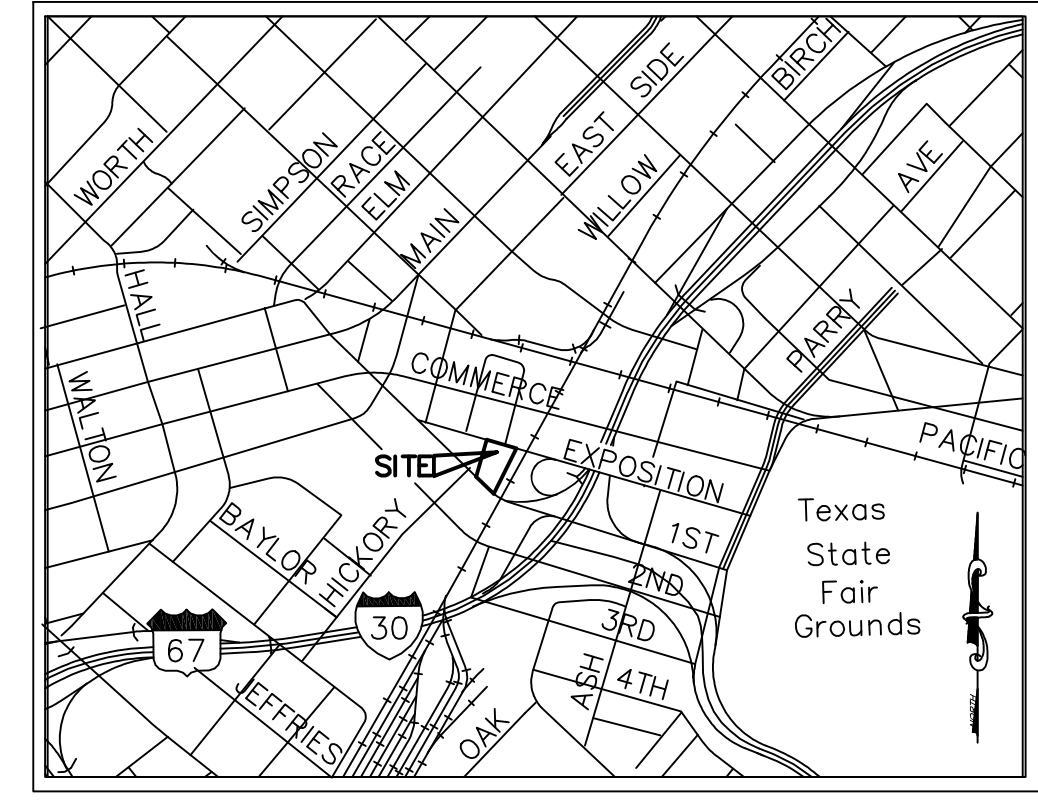 BIRCH
SIDE
EAST
WORTH
SIMPSON
RACE
ELM
AVE
WILLOW
MAIN
HALL
PARRY
COMMERCE
WALTON
PACIFIC
SITE
EXPOSITION
BAYLOR
HICKORY
1ST
Texas
State
Fair
Grounds
2ND
3RD
30
67
4TH
ASH
JEFFRIES
OAK
NORTH